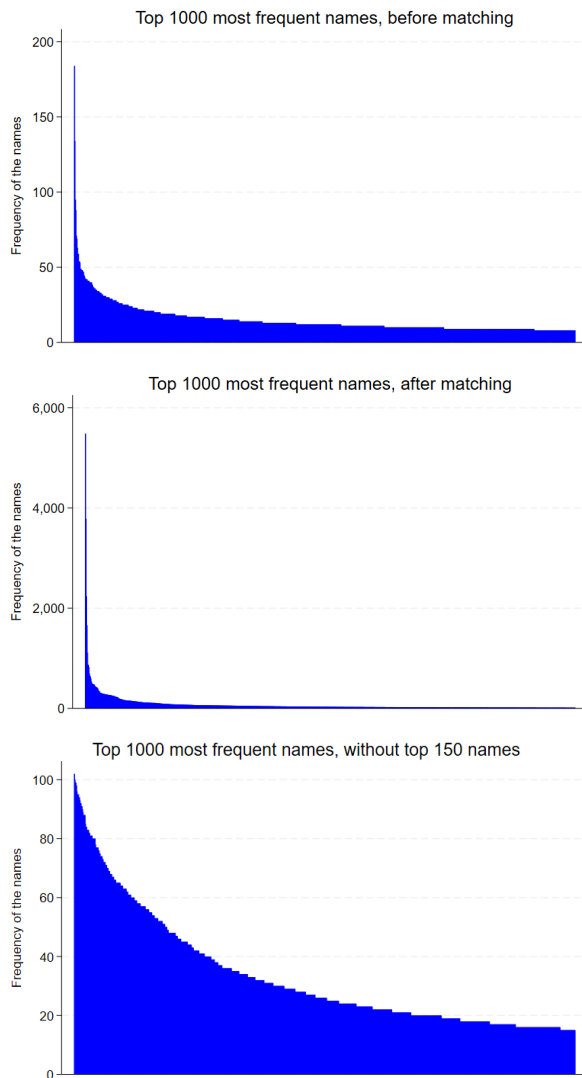 Top 1000 most frequent names, before matching
Frequency of the names
200
150
100
50
0
Top 1000 most frequent names, after matching
Frequency of the names
6,000
4,000
2,000
0
Top 1000 most frequent names, without top 150 names
Frequency of the names
100
80
60
40
20
0